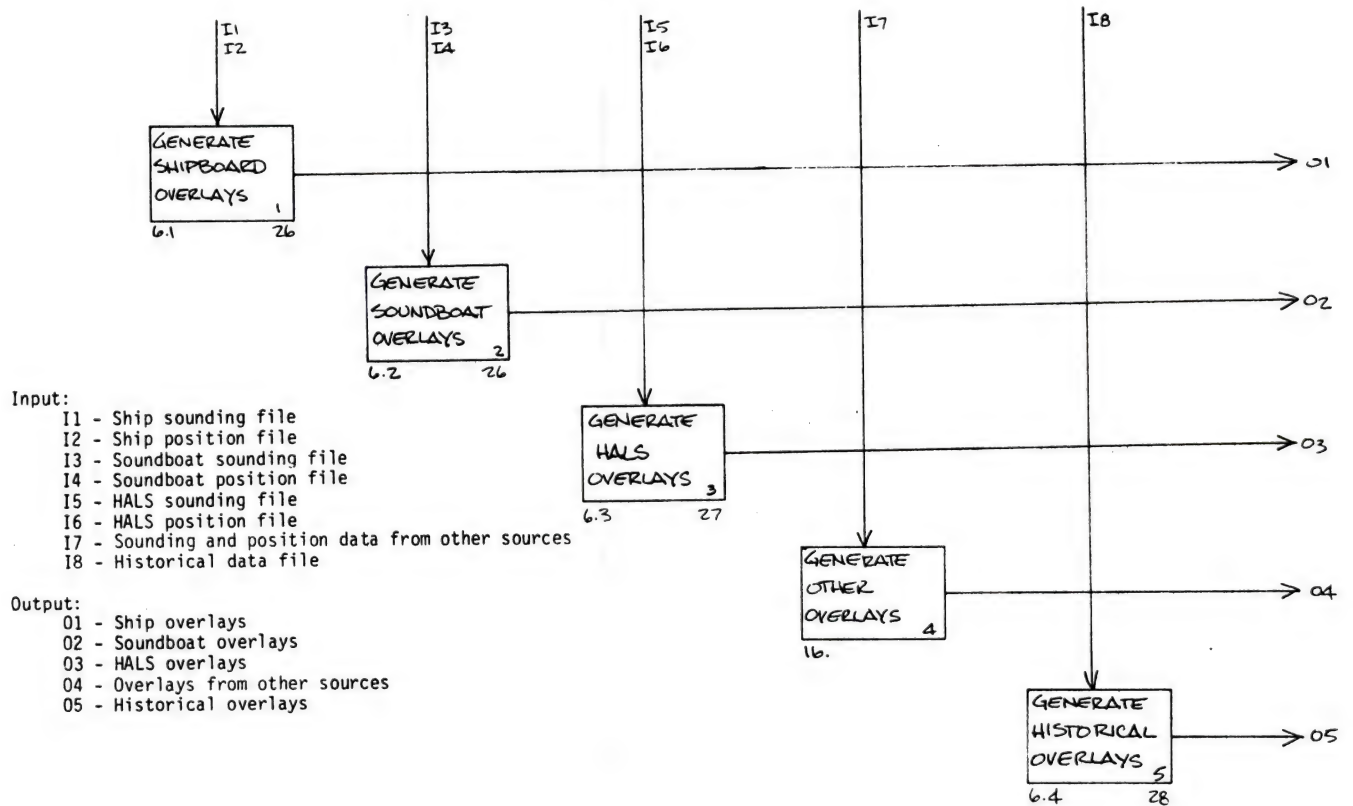 I1
I2
I3
I4
I5
I6
I7
I8
GENERATE
SHIPBOARD
OVERLAYS 1
6.1 26
O1
GENERATE
SOUNDBOAT
OVERLAYS 2
6.2 26
O2
GENERATE
HALS
OVERLAYS 3
6.3 27
O3
GENERATE
OTHER
OVERLAYS 4
16.
O4
GENERATE
HISTORICAL
OVERLAYS 5
6.4 28
O5
Input:
I1 - Ship sounding file
I2 - Ship position file
I3 - Soundboat sounding file
I4 - Soundboat position file
I5 - HALS sounding file
I6 - HALS position file
I7 - Sounding and position data from other sources
I8 - Historical data file
Output:
O1 - Ship overlays
O2 - Soundboat overlays
O3 - HALS overlays
O4 - Overlays from other sources
O5 - Historical overlays